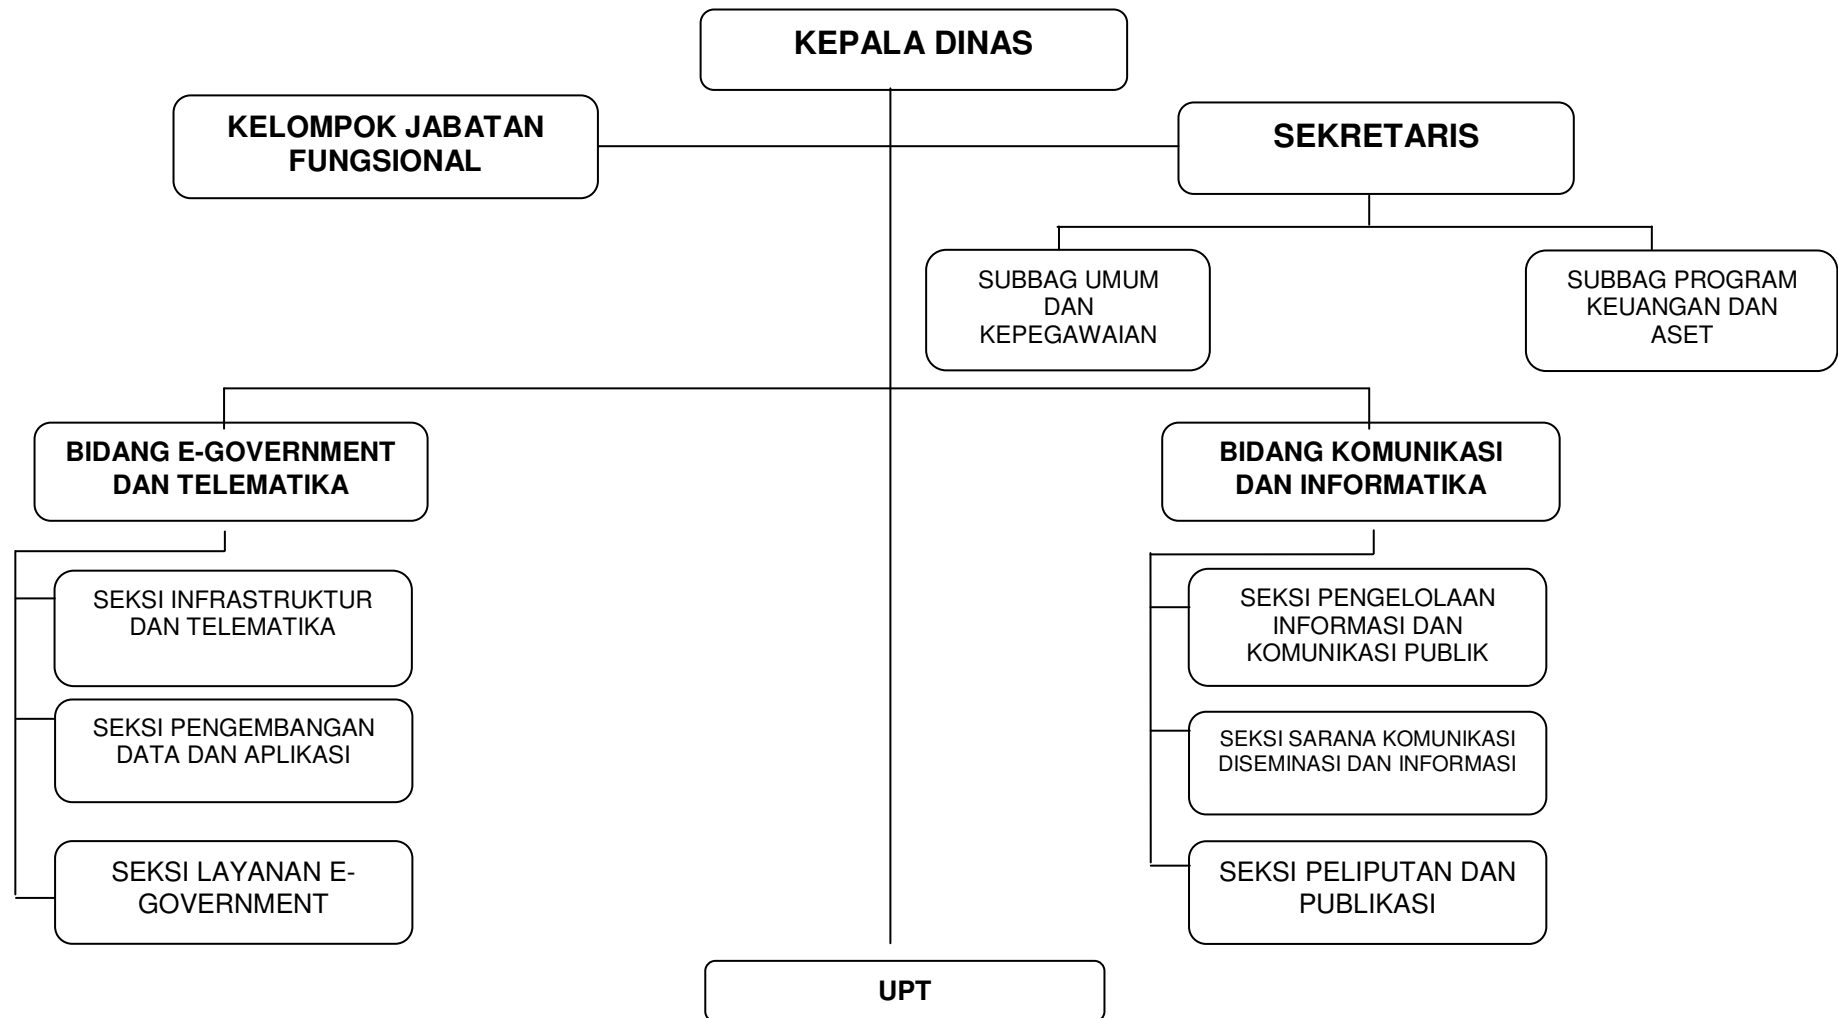 KEPALA DINAS
KELOMPOK JABATAN
FUNGSIONAL
SEKRETARIS
SUBBAG UMUM
DAN
KEPEGAWAIAN
SUBBAG PROGRAM
KEUANGAN DAN
ASET
BIDANG E-GOVERNMENT
DAN TELEMATIKA
BIDANG KOMUNIKASI
DAN INFORMATIKA
SEKSI INFRASTRUKTUR
DAN TELEMATIKA
SEKSI PENGEMBANGAN
DATA DAN APLIKASI
SEKSI LAYANAN E-
GOVERNMENT
SEKSI PENGELOLAAN
INFORMASI DAN
KOMUNIKASI PUBLIK
SEKSI SARANA KOMUNIKASI
DISEMINASI DAN INFORMASI
SEKSI PELIPUTAN DAN
PUBLIKASI
UPT